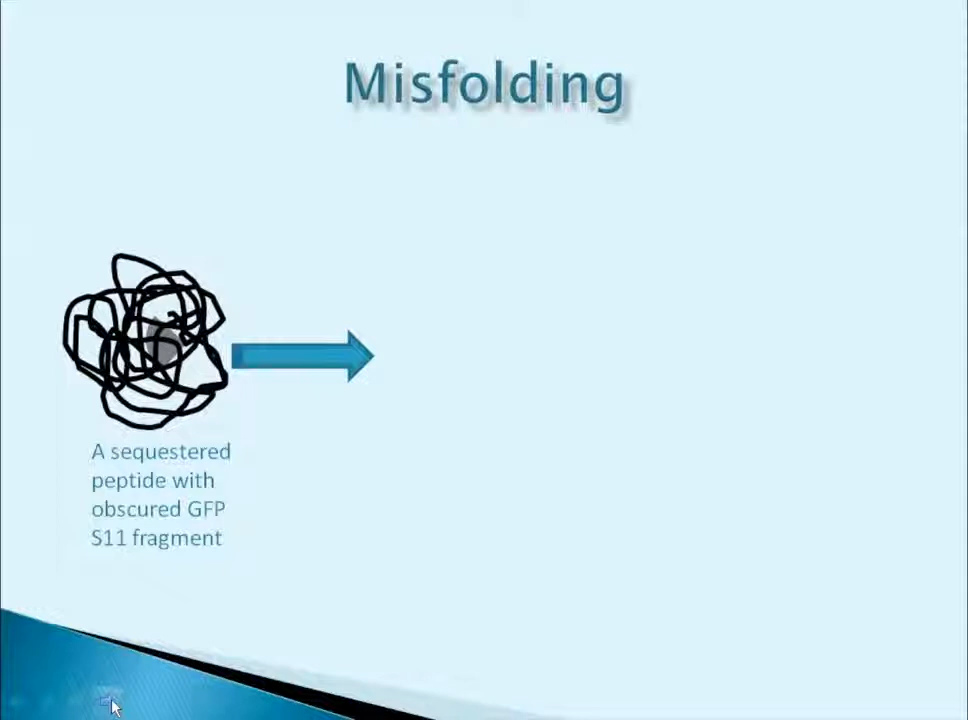 Misfolding
A sequestered
peptide with
obscured GFP
S11 fragment